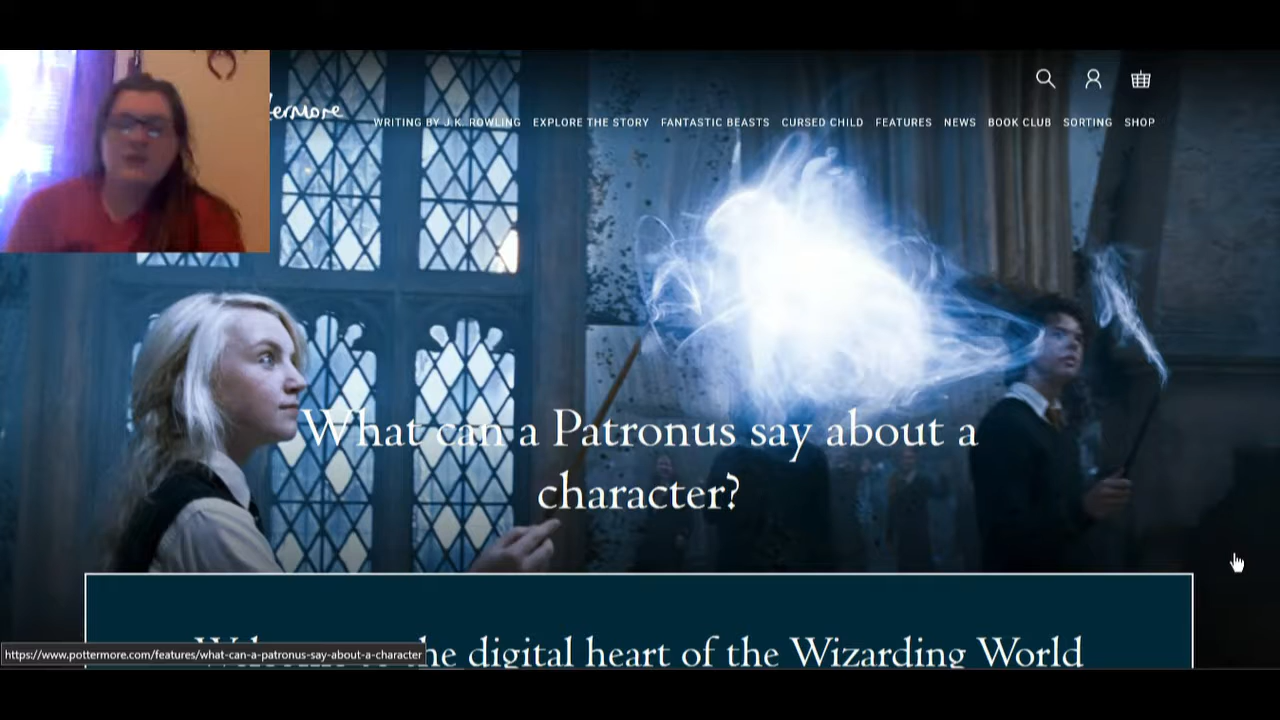 WRITING BY J.K. ROWLING EXPLORE THE STORY FANTASTIC BEASTS CURSED CHILD FEATURES NEWS BOOK CLUB SORTING SHOP
What can a Patronus say about a
character?
the digital heart of the Wizarding World
https://www.pottermore.com/features/what-can-a-patronus-say-about-a-character